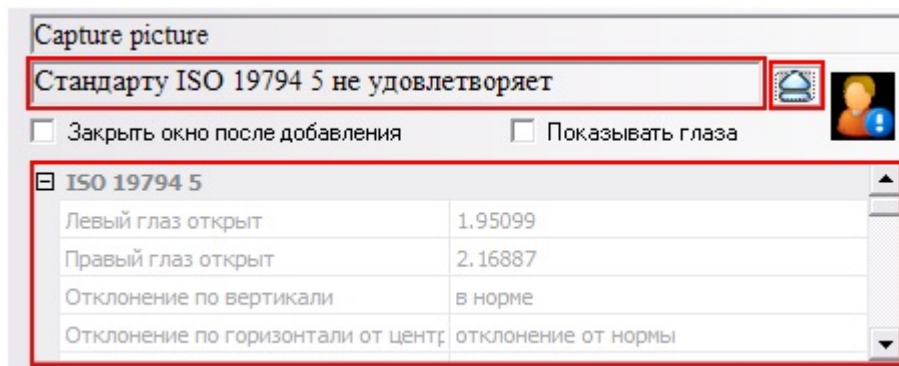 Capture picture
Стандарту ISO 19794 5 не удовлетворяет
Закрыть окно после добавления Показывать глаза
ISO 19794 5
Левый глаз открыт 1.95099
Правый глаз открыт 2.16887
Отклонение по вертикали в норме
Отклонение по горизонтали от центр отклонение от нормы